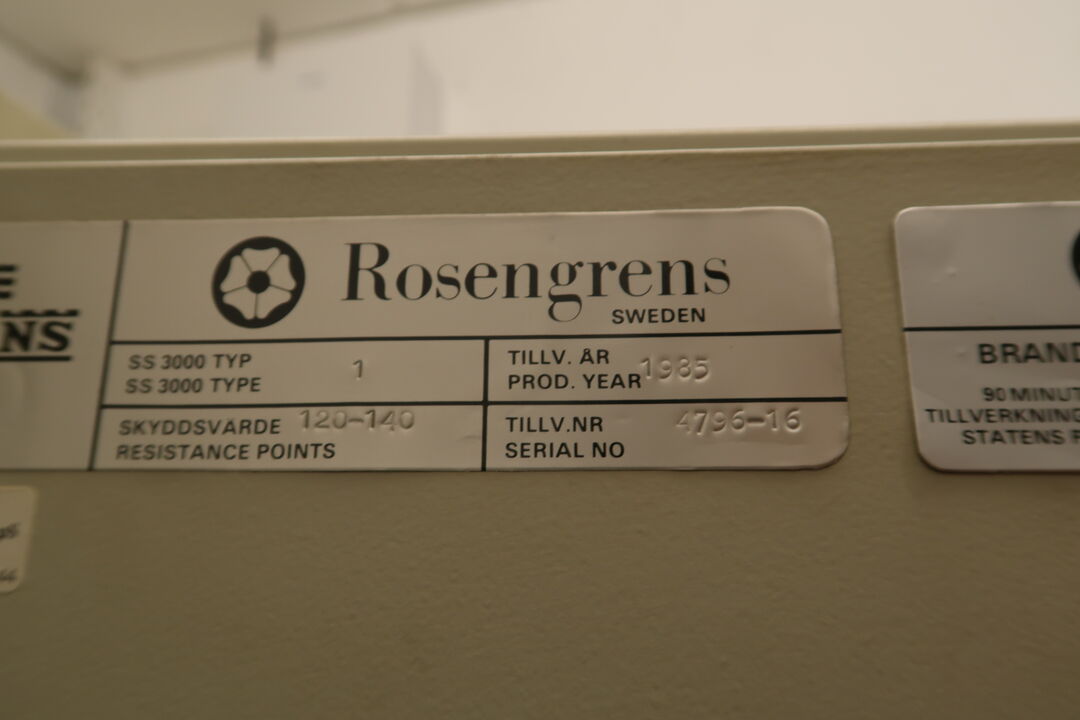 NS
Rosengrens
SWEDEN
SS 3000 TYP
SS 3000 TYPE
1
TILLV. ÅR
PROD. YEAR
1985
SKYDDSVÄRDE
RESISTANCE POINTS
120-140
TILLV.NR
SERIAL NO
4796-16
BRAND
90 MINUT
TILLVERKNING
STATENS